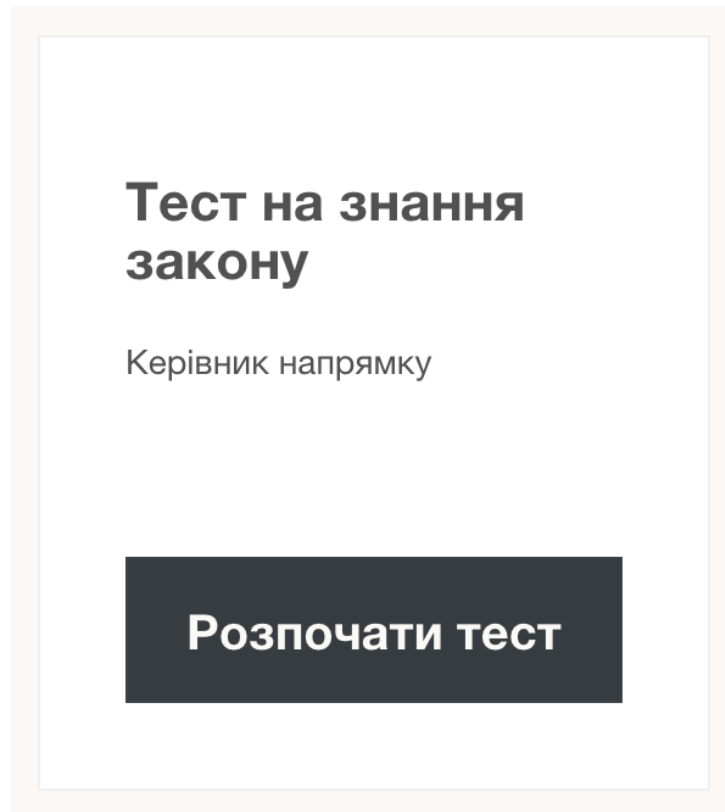 Тест на знання
закону
Керівник напрямку
Розпочати тест